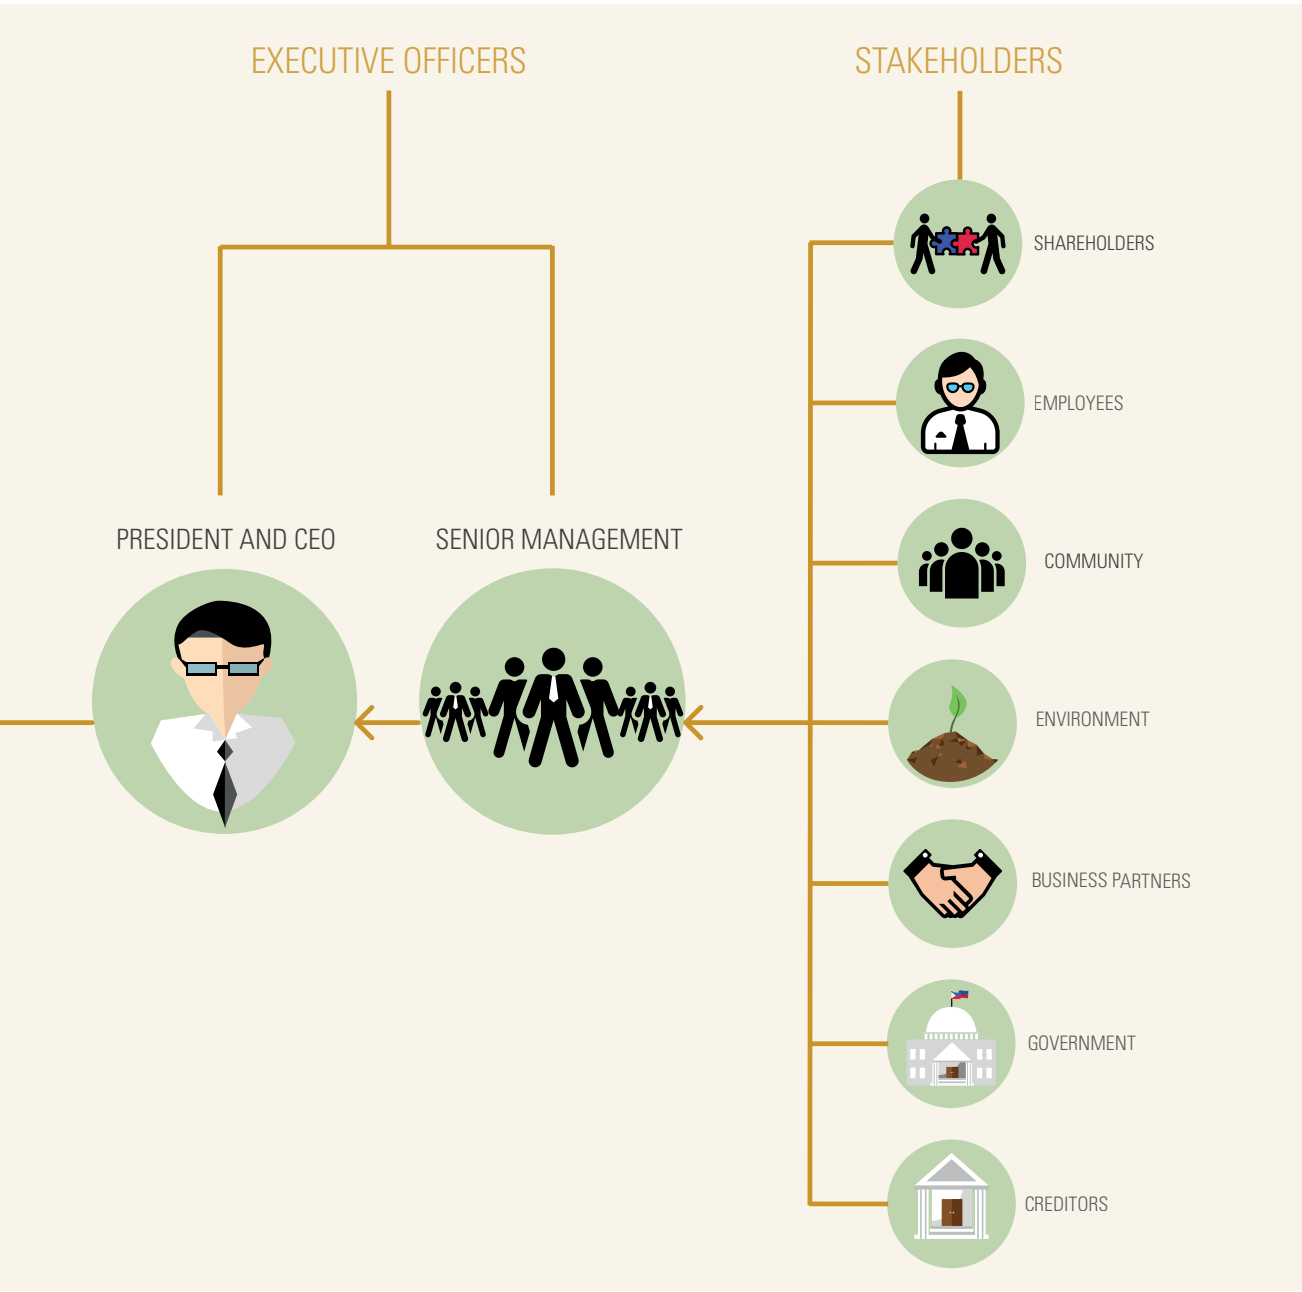 EXECUTIVE OFFICERS
STAKEHOLDERS
SHAREHOLDERS
EMPLOYEES
PRESIDENT AND CEO
SENIOR MANAGEMENT
COMMUNITY
ENVIRONMENT
BUSINESS PARTNERS
GOVERNMENT
CREDITORS